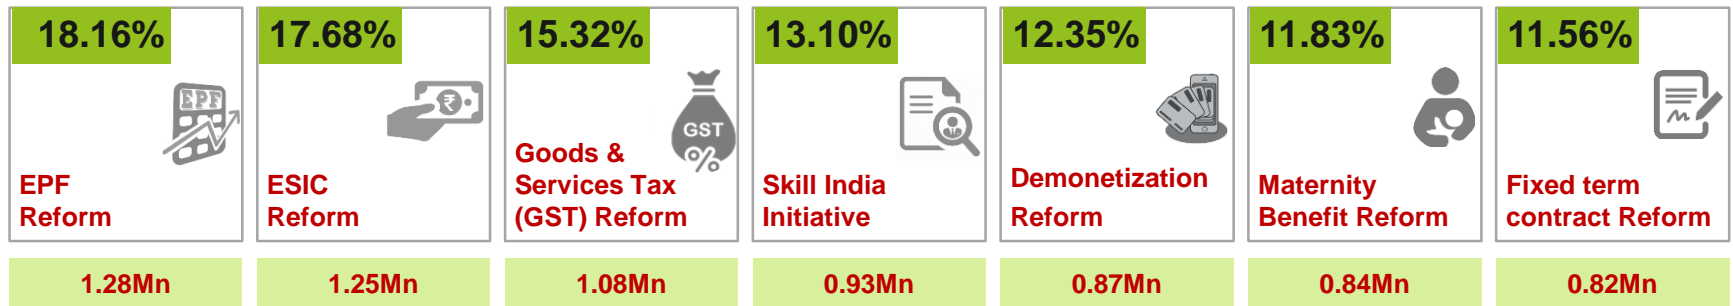 18.16%
EPF
EPF
Reform
1.28Mn
17.68%
₹
ESIC
Reform
1.25Mn
15.32%
GST
%
Goods &
Services Tax
(GST) Reform
1.08Mn
13.10%
Skill India
Initiative
0.93Mn
12.35%
Demonetization
Reform
0.87Mn
11.83%
Maternity
Benefit Reform
0.84Mn
11.56%
Fixed term
contract Reform
0.82Mn